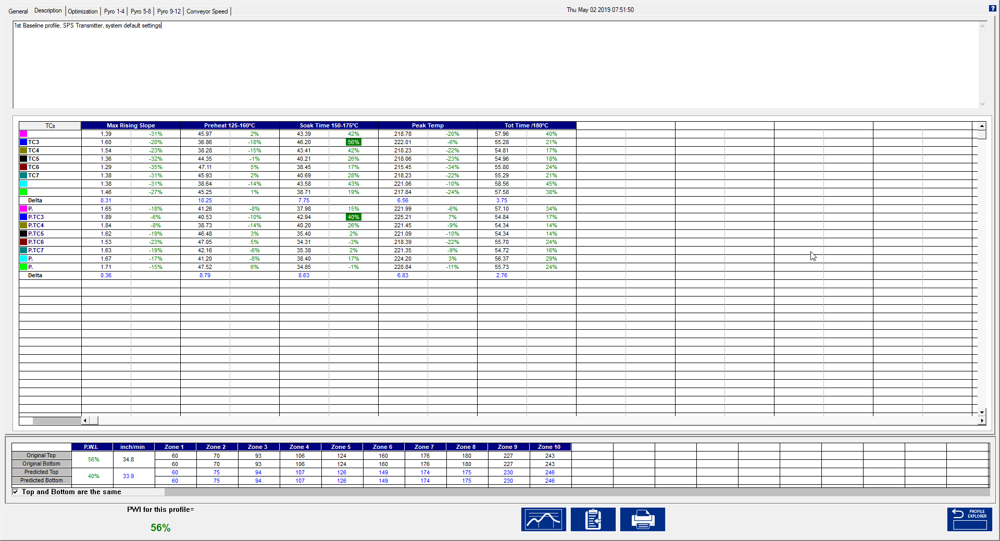 General Description Optimization Pyro 1-4 Pyro 5-8 Pyro 9-12 Conveyor Speed Thu May 02 2019 07:51:50 ?
1st Baseline profile, SPS Transmitter, system default settings
TCs Max Rising Slope Preheat 125-160°C Soak Time 150-175°C Peak Temp Tot Time /180°C
1.39 -31% 45.97 2% 43.39 42% 218.78 -20% 57.96 40%
TC3 1.60 -20% 36.86 -18% 46.20 56% 222.01 -6% 55.28 21%
TC4 1.54 -23% 38.28 -15% 43.41 42% 218.23 -22% 54.81 17%
TC5 1.36 -32% 44.35 -1% 40.21 26% 218.06 -23% 54.96 18%
TC6 1.29 -35% 47.11 5% 38.45 17% 215.45 -34% 55.80 24%
TC7 1.38 -31% 45.93 2% 40.69 28% 218.23 -22% 55.29 21%
1.38 -31% 38.64 -14% 43.58 43% 221.06 -10% 58.56 45%
1.46 -27% 45.25 1% 38.71 19% 217.84 -24% 57.58 38%
Delta 0.31 10.25 7.75 6.56 3.75
P. 1.65 -18% 41.26 -8% 37.98 15% 221.99 -6% 57.10 34%
P.TC3 1.89 -6% 40.53 -10% 42.94 40% 225.21 7% 54.84 17%
P.TC4 1.84 -8% 38.73 -14% 40.20 26% 221.45 -9% 54.34 14%
P.TC5 1.62 -19% 46.48 3% 35.40 2% 221.09 -10% 54.34 14%
P.TC6 1.53 -23% 47.05 5% 34.31 -3% 218.39 -22% 55.70 24%
P.TC7 1.63 -19% 42.16 -6% 35.38 2% 221.35 -9% 54.72 16%
P. 1.67 -17% 41.20 -8% 38.40 17% 224.20 3% 56.37 29%
P. 1.71 -15% 47.52 6% 34.85 -1% 220.84 -11% 55.73 24%
Delta 0.36 8.79 8.63 6.83 2.76
P.W.I. inch/min Zone 1 Zone 2 Zone 3 Zone 4 Zone 5 Zone 6 Zone 7 Zone 8 Zone 9 Zone 10
Original Top 56% 34.8 60 70 93 106 124 160 176 180 227 243
Original Bottom 60 70 93 106 124 160 176 180 227 243
Predicted Top 40% 33.9 60 75 94 107 126 149 174 175 230 246
Predicted Bottom 60 75 94 107 126 149 174 175 230 246
Top and Bottom are the same
PWI for this profile=
56%
PROFILE
EXPLORER